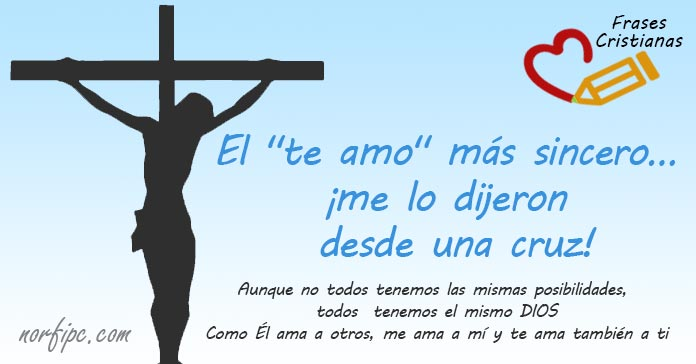 Frases
Cristianas
El "te amo" más sincero...
¡me lo dijeron
desde una cruz!
Aunque no todos tenemos las mismas posibilidades,
todos tenemos el mismo DIOS
Como Él ama a otros, me ama a mí y te ama también a ti
norfipc.com